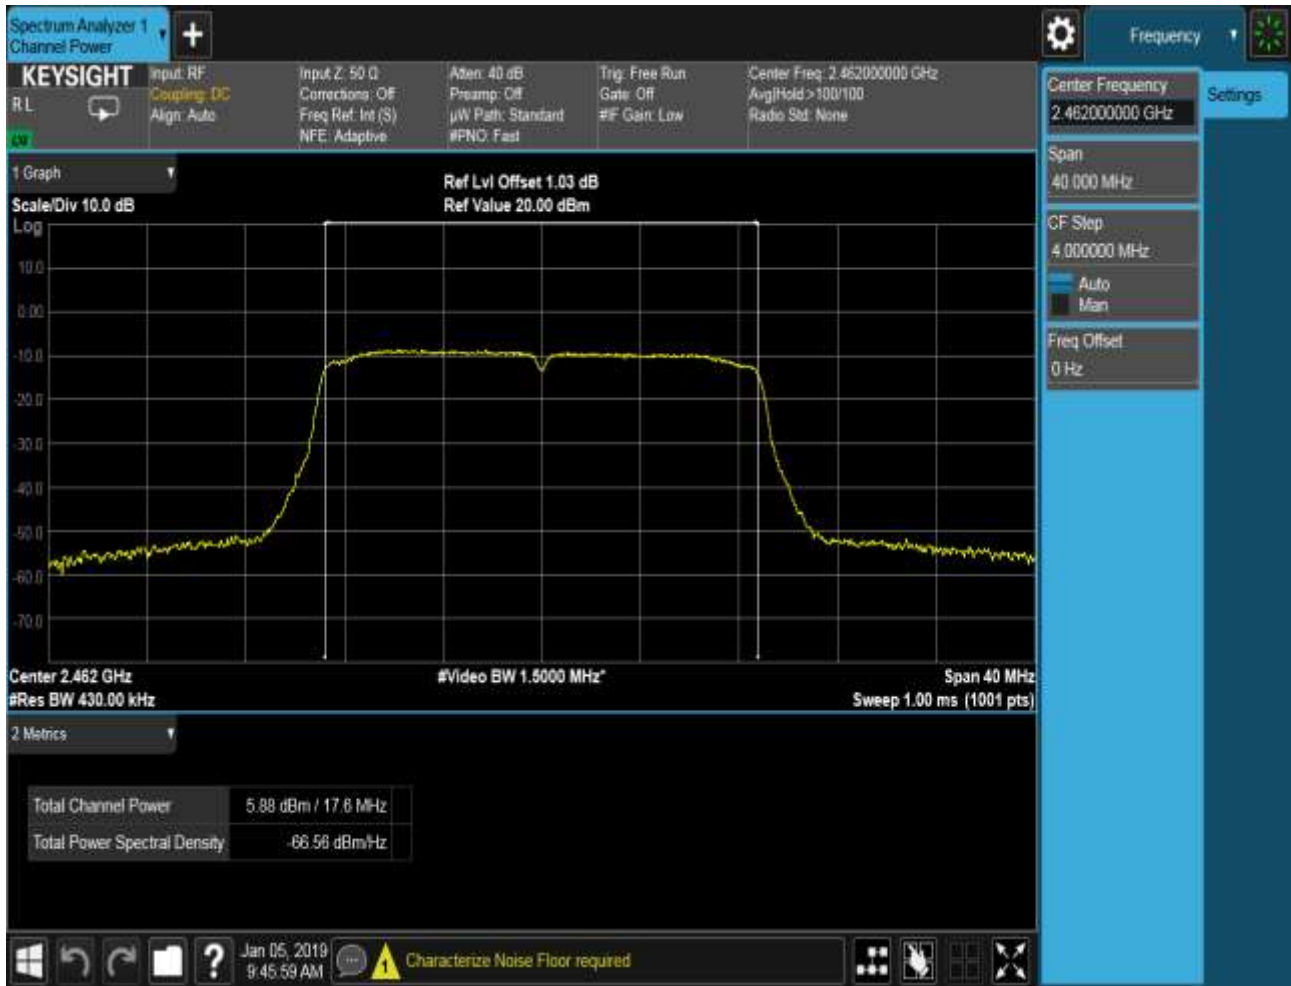 Spectrum Analyzer 1
Channel Power
Frequency
KEYSIGHT
RL
Input: RF
Coupling: DC
Align: Auto
Input Z: 50 Ω
Corrections: Off
Freq Ref: Int (S)
NFE: Adaptive
Atten: 40 dB
Preamp: Off
µW Path: Standard
#PNO: Fast
Trig: Free Run
Gate: Off
#IF Gain: Low
Center Freq: 2.462000000 GHz
Avg|Hold:>100/100
Radio Std: None
Center Frequency
2.462000000 GHz
Settings
Span
40.000 MHz
CF Step
4.000000 MHz
Auto
Man
Freq Offset
0 Hz
1 Graph
Scale/Div 10.0 dB
Ref Lvl Offset 1.03 dB
Ref Value 20.00 dBm
Log
10.0
0.00
-10.0
-20.0
-30.0
-40.0
-50.0
-60.0
-70.0
Center 2.462 GHz
#Video BW 1.5000 MHz*
Span 40 MHz
#Res BW 430.00 kHz
Sweep 1.00 ms (1001 pts)
2 Metrics
Total Channel Power 5.88 dBm / 17.6 MHz
Total Power Spectral Density -66.56 dBm/Hz
?
Jan 05, 2019
9:45:59 AM
1
Characterize Noise Floor required